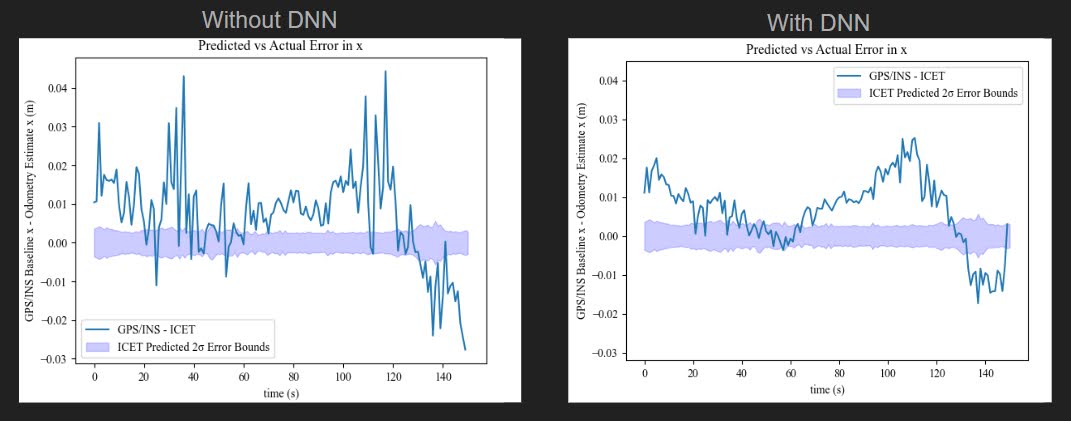 Without DNN
Predicted vs Actual Error in x
GPS/INS Baseline x - Odometry Estimate x (m)
0.04
0.03
0.02
0.01
0.00
−0.01
−0.02
−0.03
GPS/INS - ICET
ICET Predicted 2σ Error Bounds
0 20 40 60 80 100 120 140
time (s)
With DNN
Predicted vs Actual Error in x
GPS/INS Baseline x - Odometry Estimate x (m)
GPS/INS - ICET
ICET Predicted 2σ Error Bounds
0.04
0.03
0.02
0.01
0.00
−0.01
−0.02
−0.03
0 20 40 60 80 100 120 140
time (s)